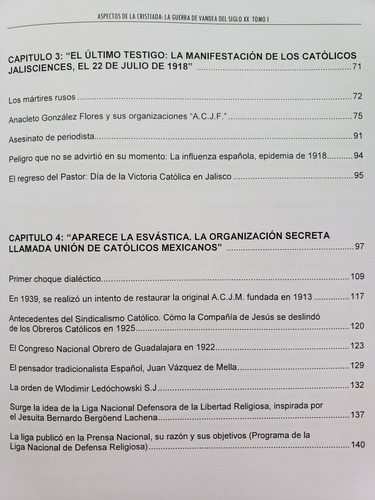 ASPECTOS DE LA CRISTIADA: LA GUERRA DE VANDEA DEL SIGLO XX TOMO I
CAPITULO 3: “EL ÚLTIMO TESTIGO: LA MANIFESTACIÓN DE LOS CATÓLICOS
JALISCIENCES, EL 22 DE JULIO DE 1918” ........ 71
Los mártires rusos ........ 72
Anacleto González Flores y sus organizaciones “A.C.J.F.” ........ 75
Asesinato de periodista ........ 91
Peligro que no se advirtió en su momento: La influenza española, epidemia de 1918 ........ 94
El regreso del Pastor: Día de la Victoria Católica en Jalisco ........ 95
CAPITULO 4: “APARECE LA ESVÁSTICA. LA ORGANIZACIÓN SECRETA
LLAMADA UNIÓN DE CATÓLICOS MEXICANOS” ........ 97
Primer choque dialéctico ........ 109
En 1939, se realizó un intento de restaurar la original A.C.J.M. fundada en 1913 ........ 117
Antecedentes del Sindicalismo Católico. Cómo la Compañía de Jesús se deslindó
de los Obreros Católicos en 1925 ........ 120
El Congreso Nacional Obrero de Guadalajara en 1922 ........ 123
El pensador tradicionalista Español, Juan Vázquez de Mella ........ 129
La orden de Wlodimir Ledóchowski S.J ........ 132
Surge la idea de la Liga Nacional Defensora de la Libertad Religiosa, inspirada por
el Jesuita Bernardo Bergöend Lachena ........ 137
La liga publicó en la Prensa Nacional, su razón y sus objetivos (Programa de la
Liga Nacional de Defensa Religiosa) ........ 140